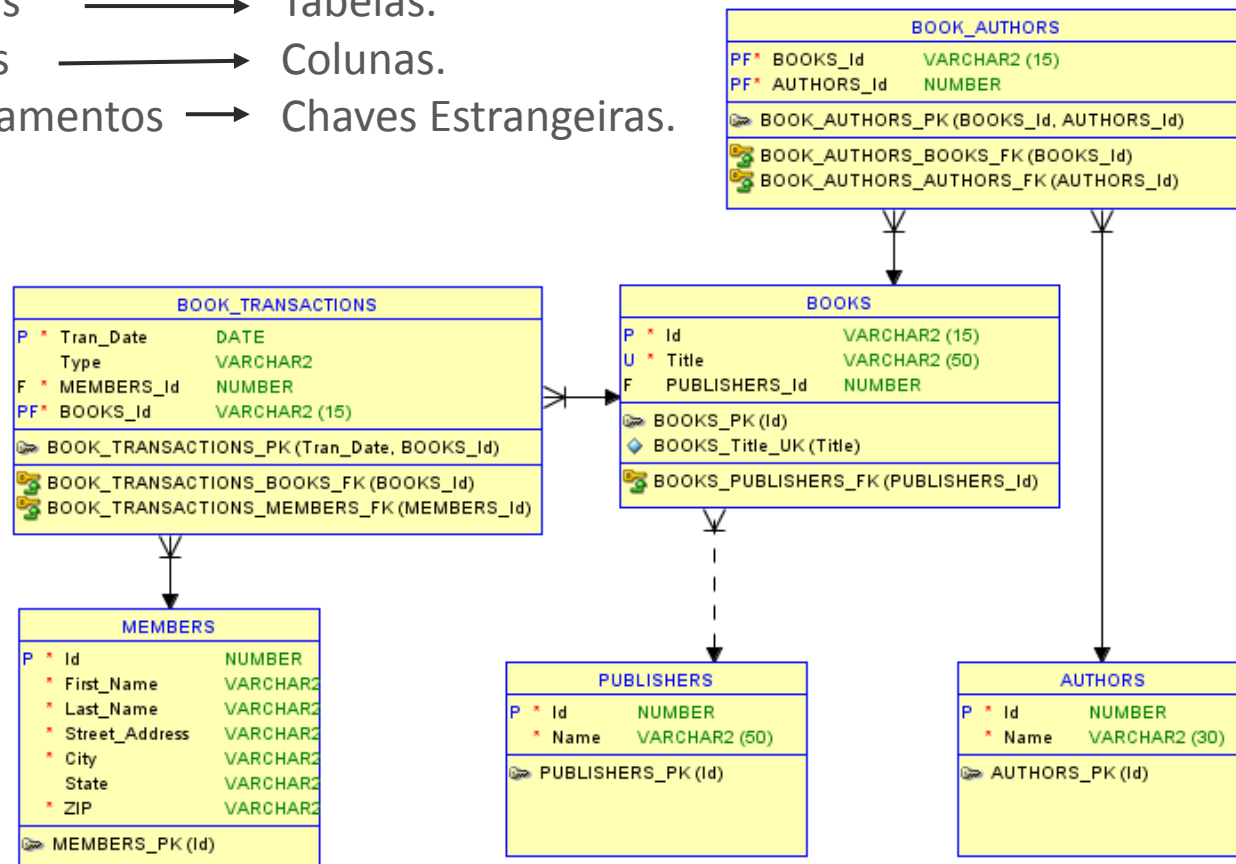 Tabelas.
Colunas.
Chaves Estrangeiras.
BOOK_AUTHORS
PF* BOOKS_Id VARCHAR2 (15)
PF* AUTHORS_Id NUMBER
BOOK_AUTHORS_PK (BOOKS_Id, AUTHORS_Id)
BOOK_AUTHORS_BOOKS_FK (BOOKS_Id)
BOOK_AUTHORS_AUTHORS_FK (AUTHORS_Id)
BOOK_TRANSACTIONS
P * Tran_Date DATE
Type VARCHAR2
F * MEMBERS_Id NUMBER
PF* BOOKS_Id VARCHAR2 (15)
BOOK_TRANSACTIONS_PK (Tran_Date, BOOKS_Id)
BOOK_TRANSACTIONS_BOOKS_FK (BOOKS_Id)
BOOK_TRANSACTIONS_MEMBERS_FK (MEMBERS_Id)
BOOKS
P * Id VARCHAR2 (15)
U * Title VARCHAR2 (50)
F PUBLISHERS_Id NUMBER
BOOKS_PK (Id)
BOOKS_Title_UK (Title)
BOOKS_PUBLISHERS_FK (PUBLISHERS_Id)
MEMBERS
P * Id NUMBER
* First_Name VARCHAR2
* Last_Name VARCHAR2
* Street_Address VARCHAR2
* City VARCHAR2
State VARCHAR2
* ZIP VARCHAR2
MEMBERS_PK (Id)
PUBLISHERS
P * Id NUMBER
* Name VARCHAR2 (50)
PUBLISHERS_PK (Id)
AUTHORS
P * Id NUMBER
* Name VARCHAR2 (30)
AUTHORS_PK (Id)